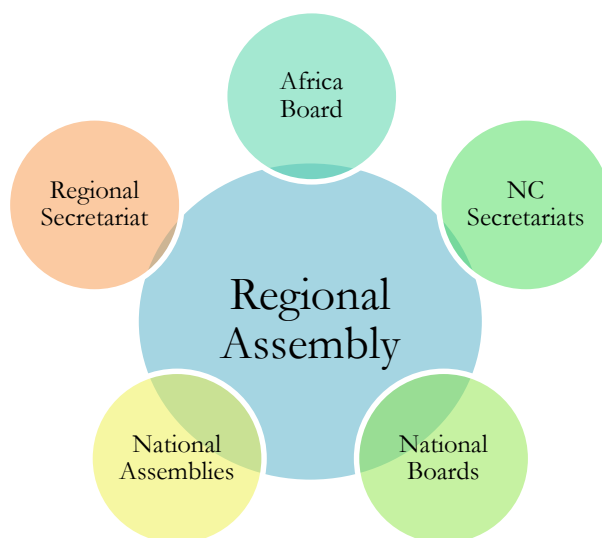 Africa
Board
Regional
Secretariat
NC
Secretariats
Regional
Assembly
National
Assemblies
National
Boards